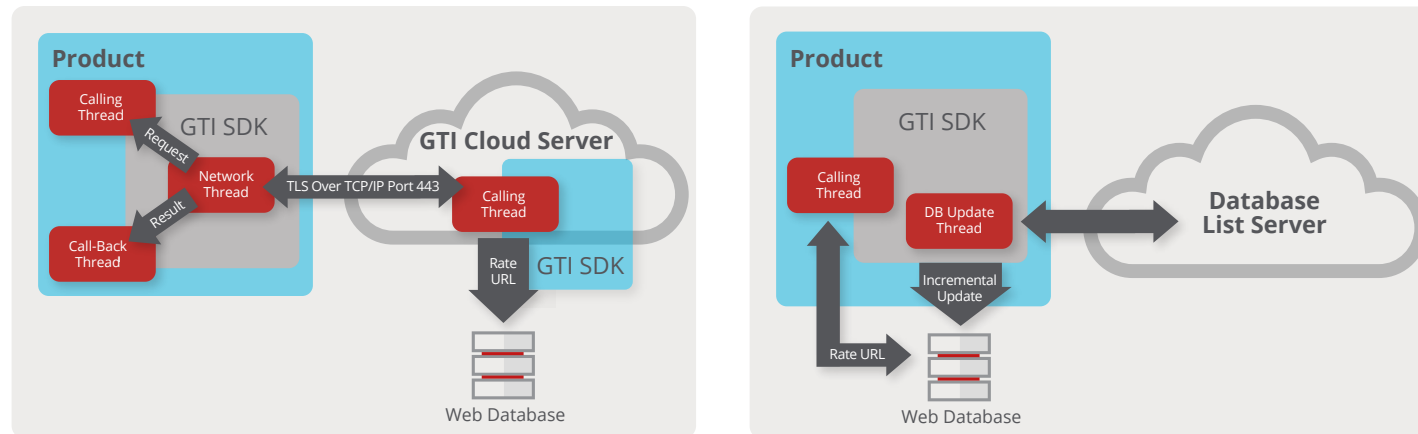 Product
Calling
Thread
GTI SDK
Request
Network
Thread
Result
Call-Back
Thread
TLS Over TCP/IP Port 443
GTI Cloud Server
Calling
Thread
Rate
URL
GTI SDK
Web Database
Product
GTI SDK
Calling
Thread
DB Update
Thread
Database
List Server
Incremental
Update
Rate URL
Web Database